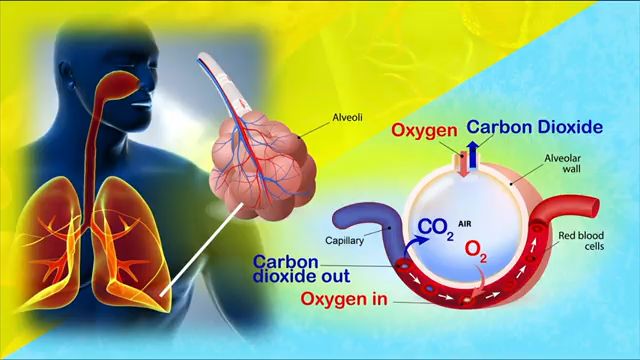 Alveoli
Oxygen
Carbon Dioxide
Alveolar
wall
Capillary
CO2
AIR
O2
Red blood
cells
Carbon
dioxide out
Oxygen in